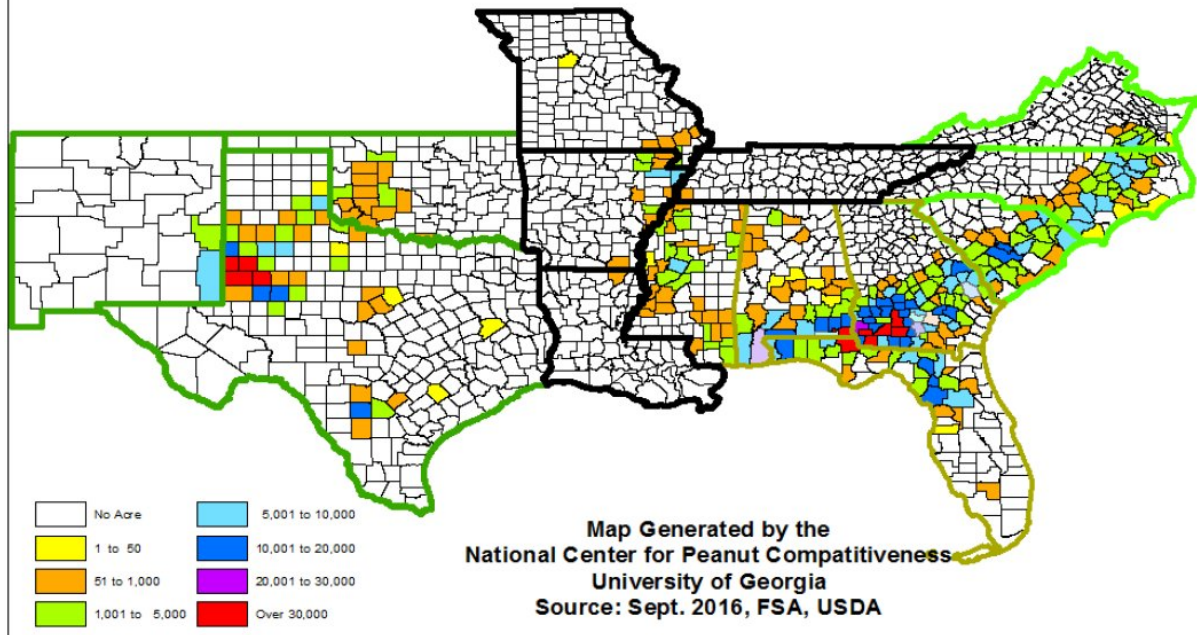 No Acre
1 to 50
51 to 1,000
1,001 to 5,000
5,001 to 10,000
10,001 to 20,000
20,001 to 30,000
Over 30,000
Map Generated by the
National Center for Peanut Compatitiveness
University of Georgia
Source: Sept. 2016, FSA, USDA